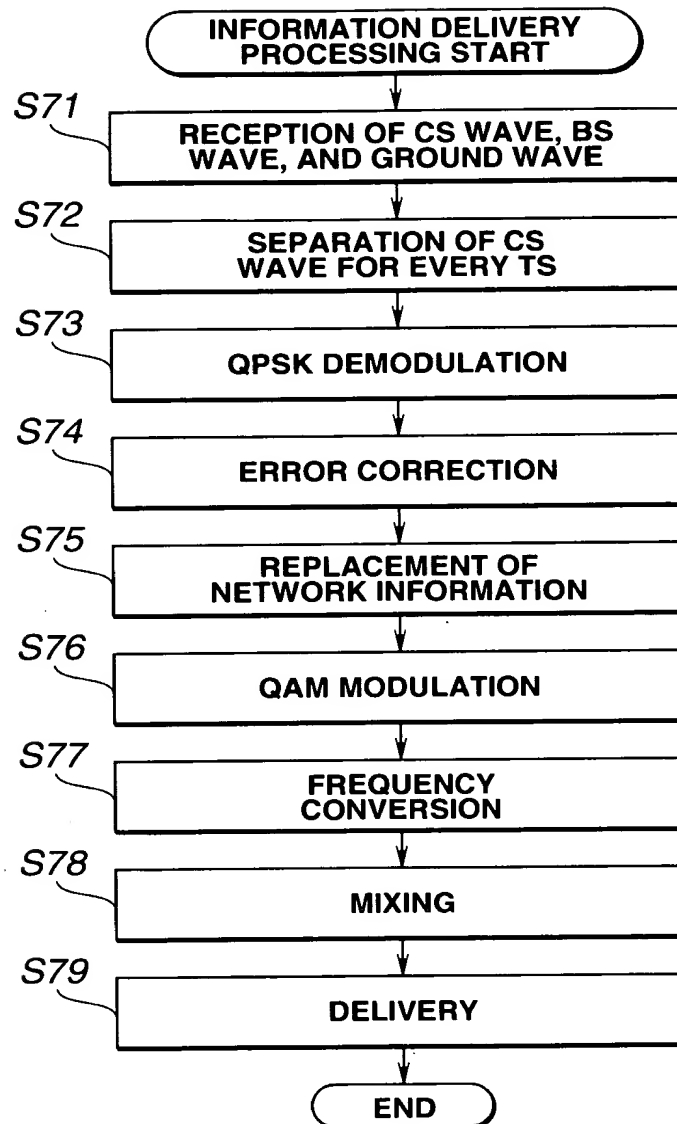 INFORMATION DELIVERY
PROCESSING START
S71
RECEPTION OF CS WAVE, BS
WAVE, AND GROUND WAVE
S72
SEPARATION OF CS
WAVE FOR EVERY TS
S73
QPSK DEMODULATION
S74
ERROR CORRECTION
S75
REPLACEMENT OF
NETWORK INFORMATION
S76
QAM MODULATION
S77
FREQUENCY
CONVERSION
S78
MIXING
S79
DELIVERY
END